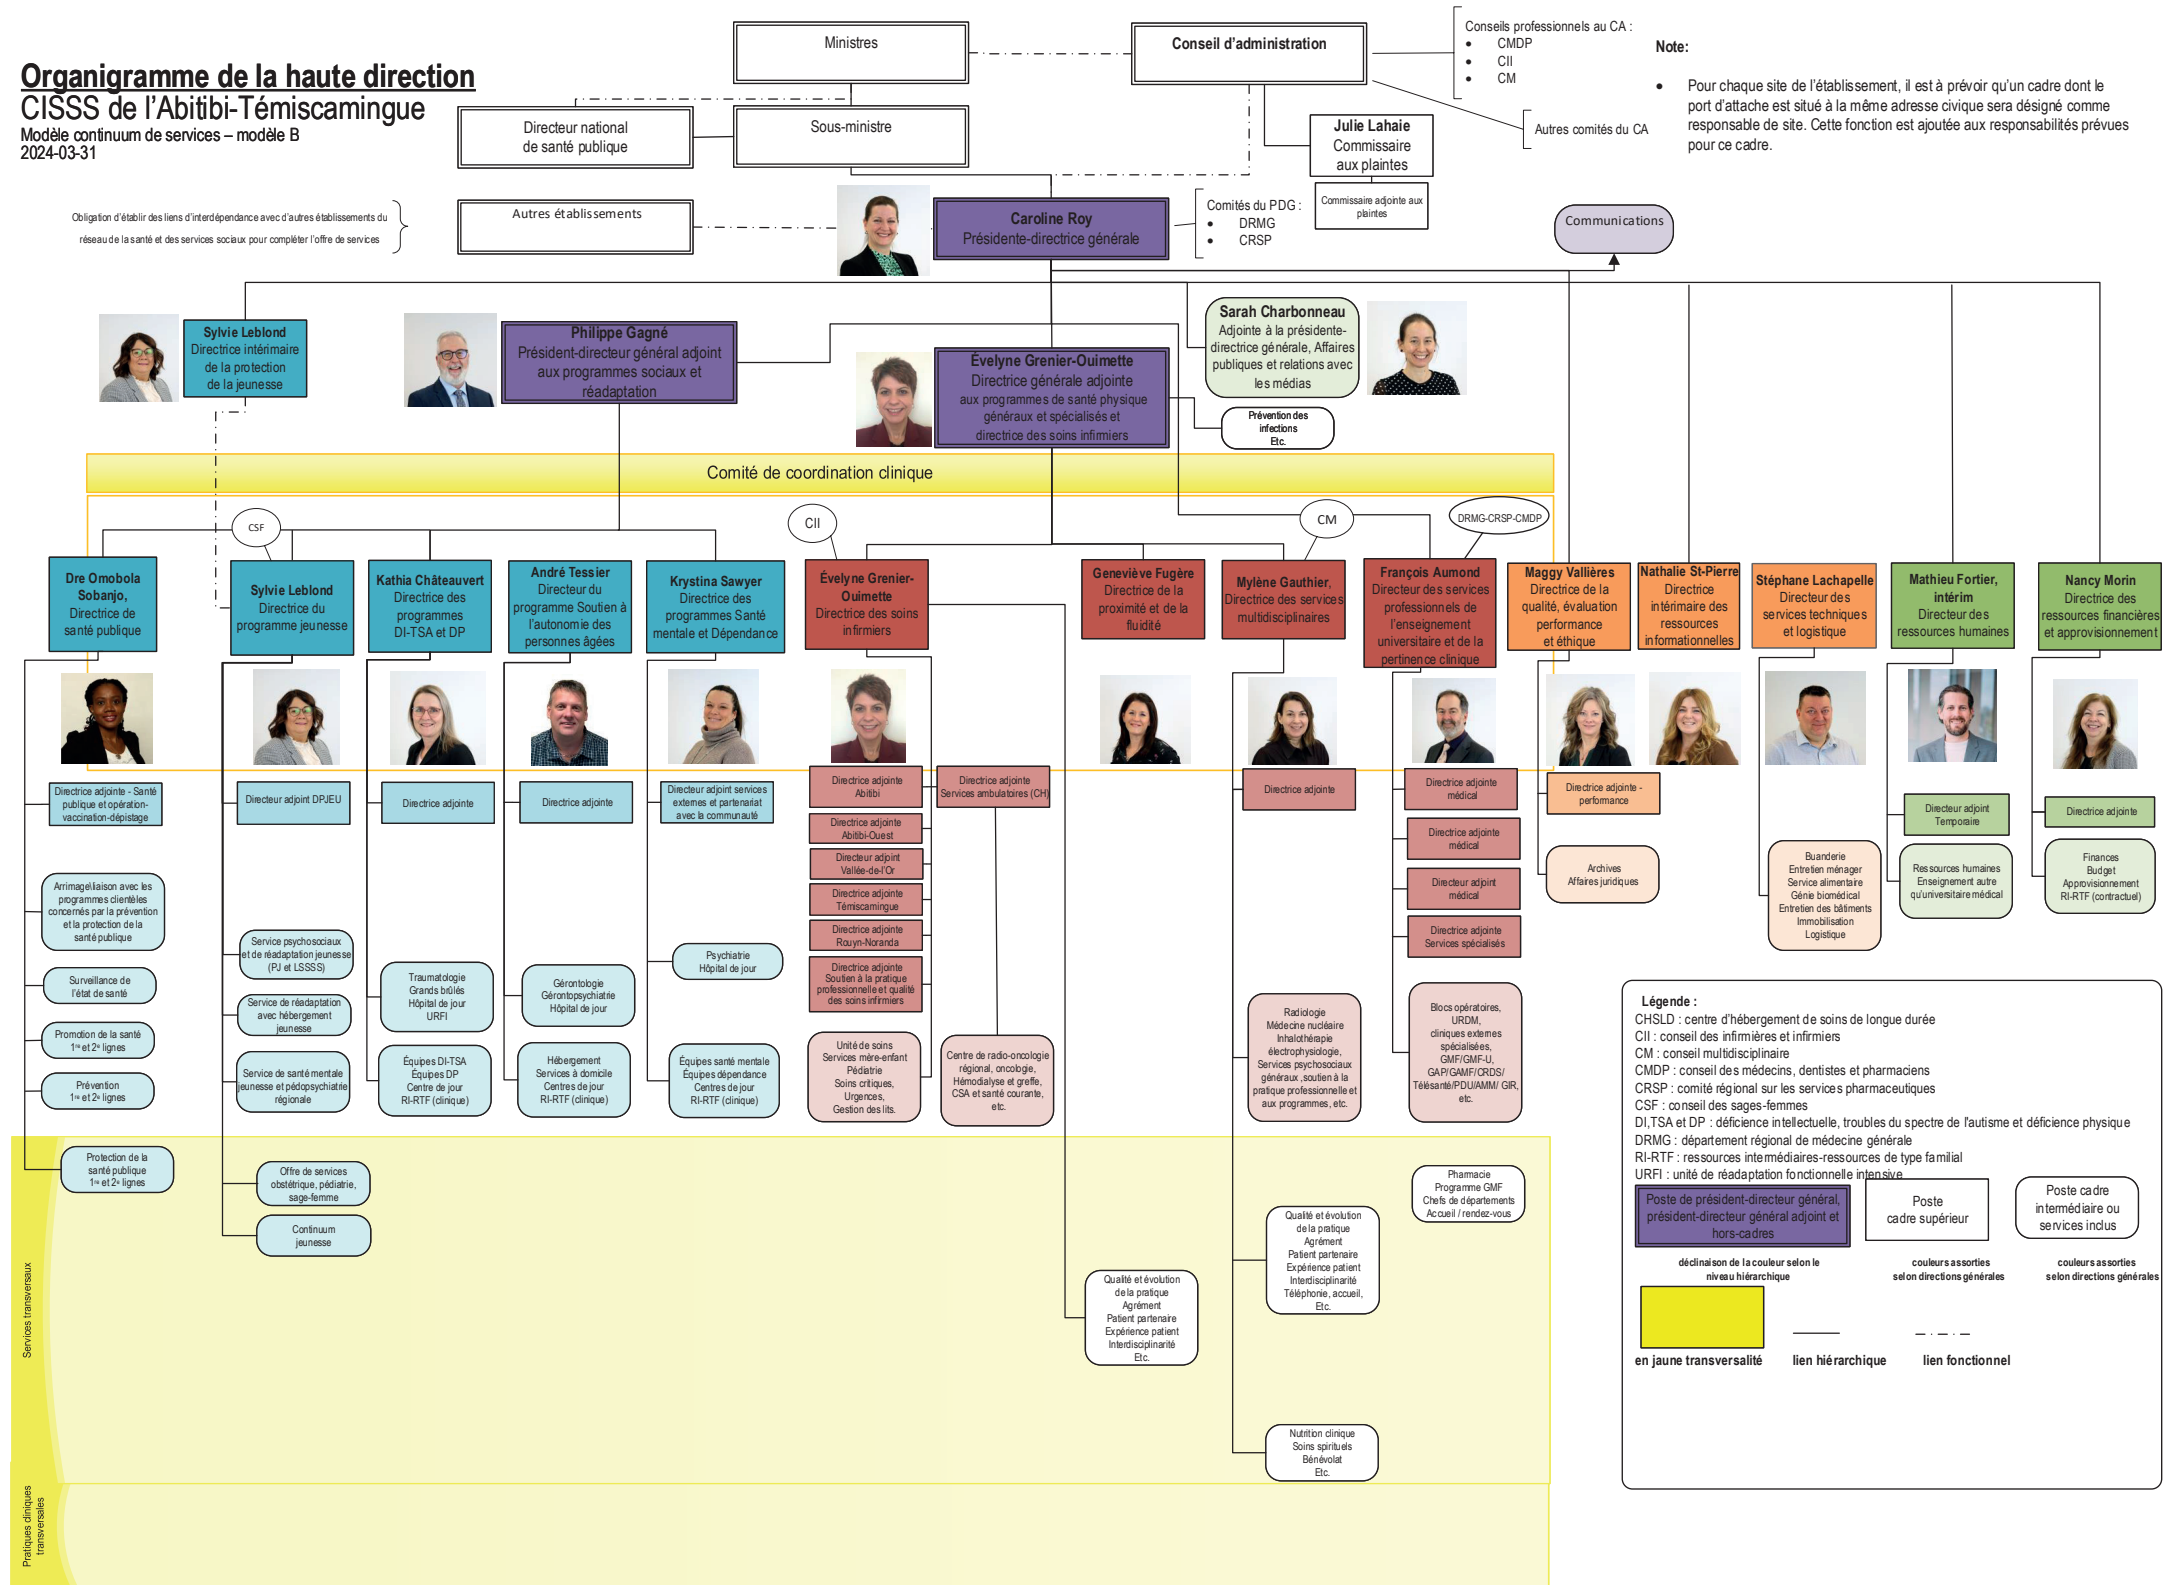 Organigramme de la haute direction
CISSS de l'Abitibi-Témiscamingue
Modèle continuum de services – modèle B
2024-03-31
Ministres
Conseil d'administration
Conseils professionnels au CA :
• CMDP
• CII
• CM
Autres comités du CA
Note:
• Pour chaque site de l'établissement, il est à prévoir qu'un cadre dont le
port d'attache est situé à la même adresse civique sera désigné comme
responsable de site. Cette fonction est ajoutée aux responsabilités prévues
pour ce cadre.
Directeur national
de santé publique
Sous-ministre
Julie Lahaie
Commissaire
aux plaintes
Commissaire adjointe aux
plaintes
Obligation d'établir des liens d'interdépendance avec d'autres établissements du
réseau de la santé et des services sociaux pour compléter l'offre de services
Autres établissements
Caroline Roy
Présidente-directrice générale
Comités du PDG :
• DRMG
• CRSP
Communications
Sylvie Leblond
Directrice intérimaire
de la protection
de la jeunesse
Philippe Gagné
Président-directeur général adjoint
aux programmes sociaux et
réadaptation
Évelyne Grenier-Ouimette
Directrice générale adjointe
aux programmes de santé physique
généraux et spécialisés et
directrice des soins infirmiers
Sarah Charbonneau
Adjointe à la présidente-
directrice générale, Affaires
publiques et relations avec
les médias
Prévention des
infections
Etc.
Comité de coordination clinique
CSF
CII
CM
DRMG-CRSP-CMDP
Dre Omobola
Sobanjo,
Directrice de
santé publique
Sylvie Leblond
Directrice du
programme jeunesse
Kathia Châteauvert
Directrice des
programmes
DI-TSA et DP
André Tessier
Directeur du
programme Soutien à
l'autonomie des
personnes âgées
Krystina Sawyer
Directrice des
programmes Santé
mentale et Dépendance
Évelyne Grenier-
Ouimette
Directrice des soins
infirmiers
Geneviève Fugère
Directrice de la
proximité et de la
fluidité
Mylène Gauthier,
Directrice des services
multidisciplinaires
François Aumond
Directeur des services
professionnels de
l'enseignement
universitaire et de la
pertinence clinique
Maggy Vallières
Directrice de la
qualité, évaluation
performance
et éthique
Nathalie St-Pierre
Directrice
intérimaire des
ressources
informationnelles
Stéphane Lachapelle
Directeur des
services techniques
et logistique
Mathieu Fortier,
intérim
Directeur des
ressources humaines
Nancy Morin
Directrice des
ressources financières
et approvisionnement
Directrice adjointe - Santé
publique et opération-
vaccination-dépistage
Arrimage\liaison avec les
programmes clientèles
concernés par la prévention
et la protection de la
santé publique
Surveillance de
l'état de santé
Promotion de la santé
1re et 2e lignes
Prévention
1re et 2e lignes
Protection de la
santé publique
1re et 2e lignes
Directeur adjoint DPJEU
Service psychosociaux
et de réadaptation jeunesse
(PJ et LSSSS)
Service de réadaptation
avec hébergement
jeunesse
Service de santé mentale
jeunesse et pédopsychiatrie
régionale
Offre de services
obstétrique, pédiatrie,
sage-femme
Continuum
jeunesse
Directrice adjointe
Traumatologie
Grands brûlés
Hôpital de jour
URFI
Équipes DI-TSA
Équipes DP
Centre de jour
RI-RTF (clinique)
Directrice adjointe
Gérontologie
Gérontopsychiatrie
Hôpital de jour
Hébergement
Services à domicile
Centres de jour
RI-RTF (clinique)
Directeur adjoint services
externes et partenariat
avec la communauté
Psychiatrie
Hôpital de jour
Équipes santé mentale
Équipes dépendance
Centres de jour
RI-RTF (clinique)
Directrice adjointe
Abitibi
Directrice adjointe
Abitibi-Ouest
Directeur adjoint
Vallée-de-l'Or
Directrice adjointe
Témiscamingue
Directrice adjointe
Rouyn-Noranda
Directrice adjointe
Soutien à la pratique
professionnelle et qualité
des soins infirmiers
Unité de soins
Services mère-enfant
Pédiatrie
Soins critiques,
Urgences,
Gestion des lits.
Directrice adjointe
Services ambulatoires (CH)
Centre de radio-oncologie
régional, oncologie,
Hémodialyse et greffe,
CSA et santé courante,
etc.
Qualité et évolution
de la pratique
Agrément
Patient partenaire
Expérience patient
Interdisciplinarité
Etc.
Directrice adjointe
Radiologie
Médecine nucléaire
Inhalothérapie
électrophysiologie,
Services psychosociaux
généraux ,soutien à la
pratique professionnelle et
aux programmes, etc.
Qualité et évolution
de la pratique
Agrément
Patient partenaire
Expérience patient
Interdisciplinarité
Téléphonie, accueil,
Etc.
Nutrition clinique
Soins spirituels
Bénévolat
Etc.
Directrice adjointe
médical
Directrice adjointe
médical
Directeur adjoint
médical
Directrice adjointe
Services spécialisés
Blocs opératoires,
URDM,
cliniques externes
spécialisées,
GMF/GMF-U,
GAP/GAMF/CRDS/
Télésanté/PDU/AMM/ GIR,
etc.
Pharmacie
Programme GMF
Chefs de départements
Accueil / rendez-vous
Directrice adjointe -
performance
Archives
Affaires juridiques
Buanderie
Entretien ménager
Service alimentaire
Génie biomédical
Entretien des bâtiments
Immobilisation
Logistique
Directeur adjoint
Temporaire
Ressources humaines
Enseignement autre
qu'universitaire médical
Directrice adjointe
Finances
Budget
Approvisionnement
RI-RTF (contractuel)
Services transversaux
Pratiques cliniques
transversales
Légende :
CHSLD : centre d'hébergement de soins de longue durée
CII : conseil des infirmières et infirmiers
CM : conseil multidisciplinaire
CMDP : conseil des médecins, dentistes et pharmaciens
CRSP : comité régional sur les services pharmaceutiques
CSF : conseil des sages-femmes
DI,TSA et DP : déficience intellectuelle, troubles du spectre de l'autisme et déficience physique
DRMG : département régional de médecine générale
RI-RTF : ressources intermédiaires-ressources de type familial
URFI : unité de réadaptation fonctionnelle intensive
Poste de président-directeur général,
président-directeur général adjoint et
hors-cadres
Poste
cadre supérieur
Poste cadre
intermédiaire ou
services inclus
déclinaison de la couleur selon le
niveau hiérarchique
couleurs assorties
selon directions générales
couleurs assorties
selon directions générales
en jaune transversalité
lien hiérarchique
lien fonctionnel